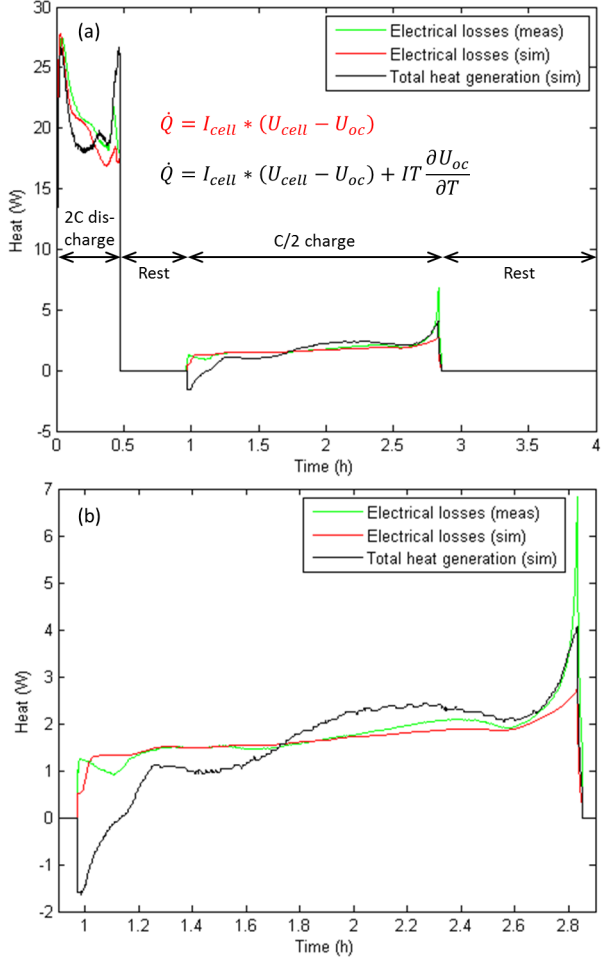 30
25
20
15
10
5
0
-5
Heat (W)
(a)
Electrical losses (meas)
Electrical losses (sim)
Total heat generation (sim)
Q̇ = I_cell * (U_cell − U_oc)
Q̇ = I_cell * (U_cell − U_oc) + IT ∂U_oc/∂T
2C dis-
charge
Rest
C/2 charge
Rest
0 0.5 1 1.5 2 2.5 3 3.5 4
Time (h)
7
6
5
4
3
2
1
0
-1
-2
Heat (W)
(b)
Electrical losses (meas)
Electrical losses (sim)
Total heat generation (sim)
1 1.2 1.4 1.6 1.8 2 2.2 2.4 2.6 2.8
Time (h)